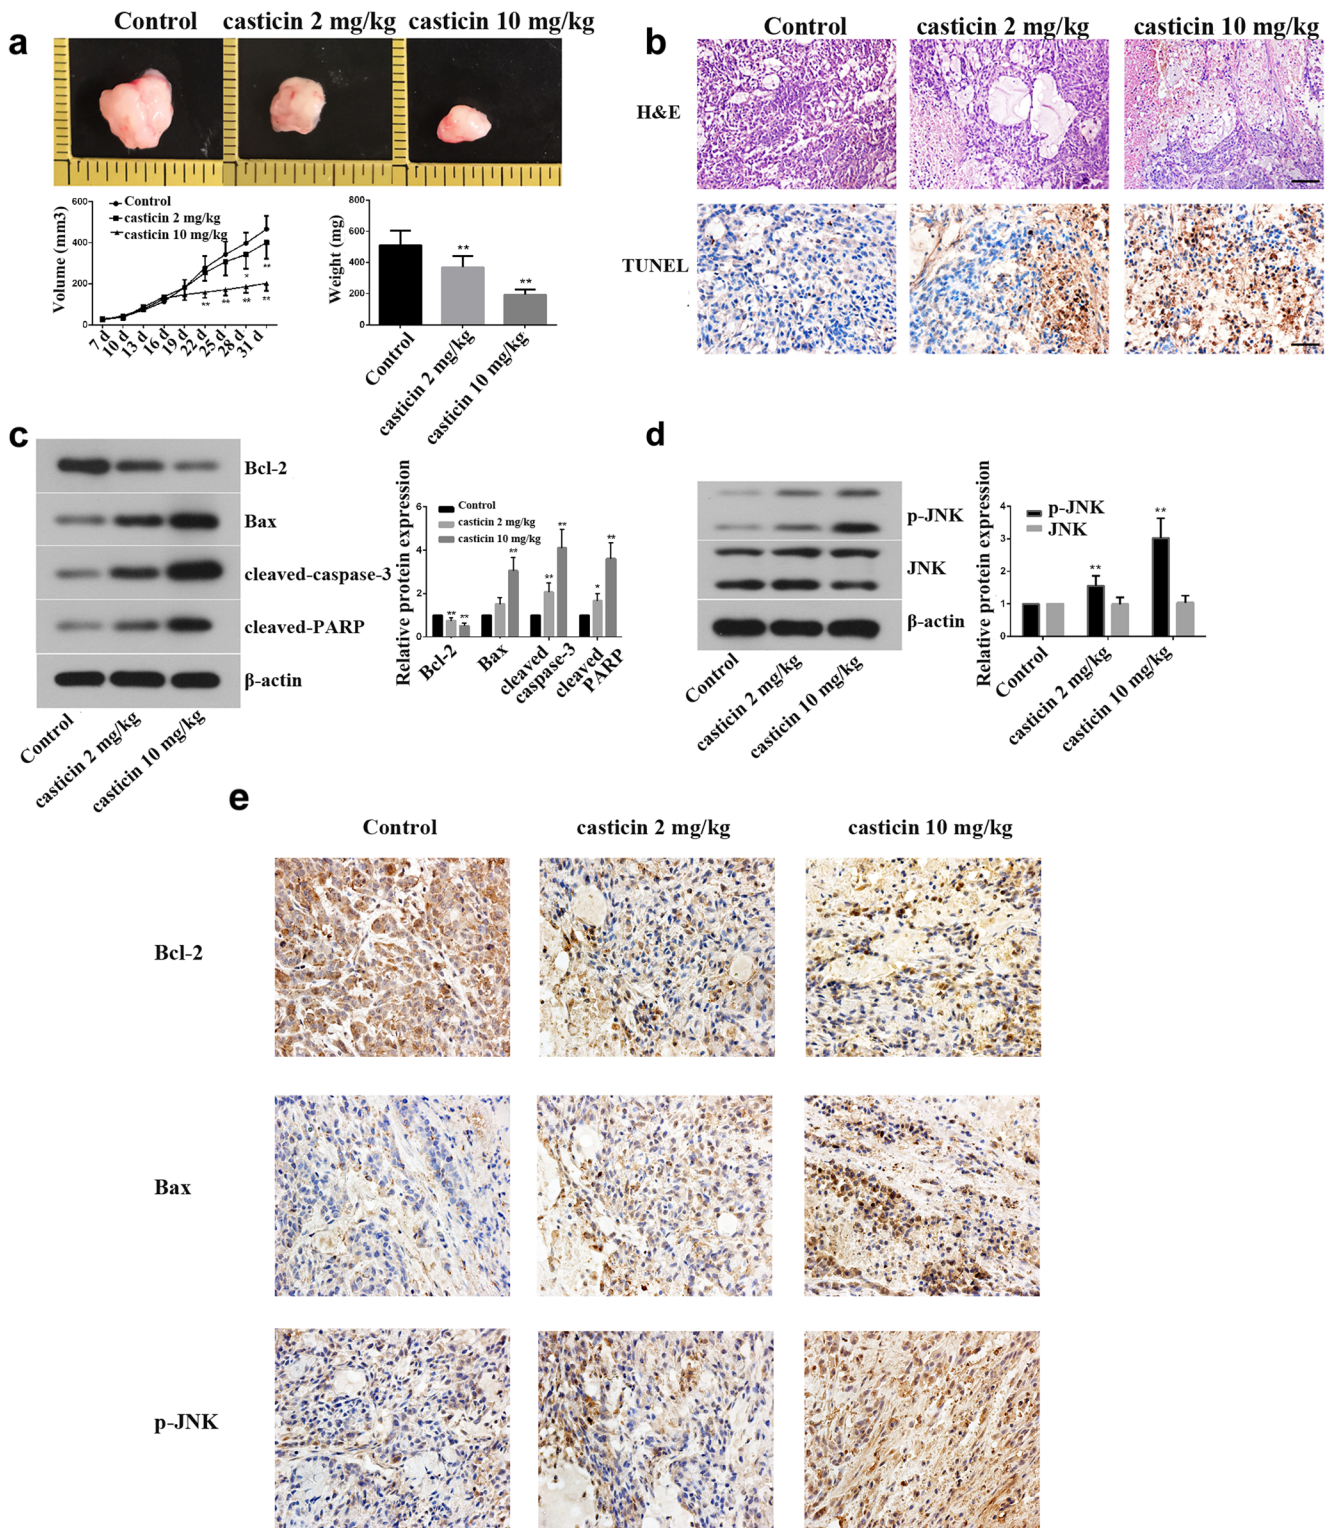 a
Control
casticin 2 mg/kg
casticin 10 mg/kg
Volume (mm3)
600
400
200
0
Control
casticin 2 mg/kg
casticin 10 mg/kg
*
**
**
**
**
**
7 d
10 d
13 d
16 d
19 d
22 d
25 d
28 d
31 d
Weight (mg)
800
600
400
200
0
**
**
Control
casticin 2 mg/kg
casticin 10 mg/kg
b
Control
casticin 2 mg/kg
casticin 10 mg/kg
H&E
TUNEL
c
Bcl-2
Bax
cleaved-caspase-3
cleaved-PARP
β-actin
Control
casticin 2 mg/kg
casticin 10 mg/kg
Relative protein expression
6
4
2
0
Control
casticin 2 mg/kg
casticin 10 mg/kg
**
**
**
**
**
*
**
Bcl-2
Bax
cleaved
caspase-3
cleaved
PARP
d
p-JNK
JNK
β-actin
Control
casticin 2 mg/kg
casticin 10 mg/kg
Relative protein expression
4
3
2
1
0
p-JNK
JNK
**
**
Control
casticin 2 mg/kg
casticin 10 mg/kg
e
Control
casticin 2 mg/kg
casticin 10 mg/kg
Bcl-2
Bax
p-JNK